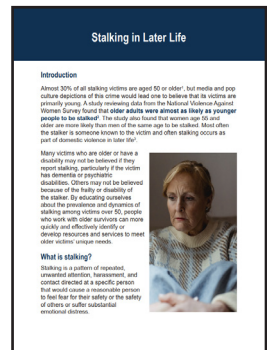 Stalking in Later Life
Introduction
Almost 30% of all stalking victims are aged 50 or older¹, but media and pop
culture depictions of this crime would lead one to believe that its victims are
primarily young. A study reviewing data from the National Violence Against
Women Survey found that older adults were almost as likely as younger
people to be stalked². The study also found that women age 55 and
older are more likely than men of the same age to be stalked. Most often
the stalker is someone known to the victim and often stalking occurs as
part of domestic violence in later life³.
Many victims who are older or have a
disability may not be believed if they
report stalking, particularly if the victim
has dementia or psychiatric
disabilities. Others may not be believed
because of the frailty or disability of
the stalker. By educating ourselves
about the prevalence and dynamics of
stalking among victims over 50, people
who work with older survivors can more
quickly and effectively identify or
develop resources and services to meet
older victims' unique needs.
What is stalking?
Stalking is a pattern of repeated,
unwanted attention, harassment, and
contact directed at a specific person
that would cause a reasonable person
to feel fear for their safety or the safety
of others or suffer substantial
emotional distress.